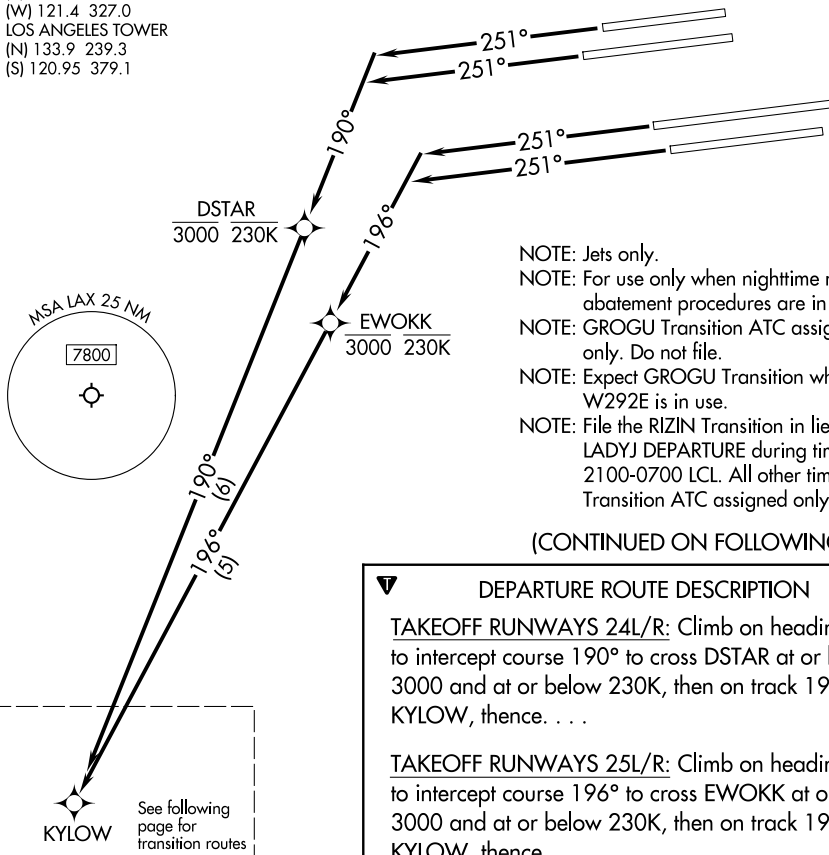 (W) 121.4 327.0
LOS ANGELES TOWER
(N) 133.9 239.3
(S) 120.95 379.1
251°
251°
190°
251°
251°
196°
DSTAR
3000 230K
EWOKK
3000 230K
MSA LAX 25 NM
7800
190°
(6)
196°
(5)
KYLOW
See following
page for
transition routes
NOTE: Jets only.
NOTE: For use only when nighttime
abatement procedures are in
NOTE: GROGU Transition ATC
only. Do not file.
NOTE: Expect GROGU Transition
W292E is in use.
NOTE: File the RIZIN Transition in
LADYJ DEPARTURE during
2100-0700 LCL. All other
Transition ATC assigned only
(CONTINUED ON
T DEPARTURE ROUTE DESCRIPTION
TAKEOFF RUNWAYS 24L/R: Climb on
to intercept course 190° to cross DSTAR at or
3000 and at or below 230K, then on track
KYLOW, thence. . . .
TAKEOFF RUNWAYS 25L/R: Climb on
to intercept course 196° to cross EWOKK at
3000 and at or below 230K, then on track
KYLOW, thence